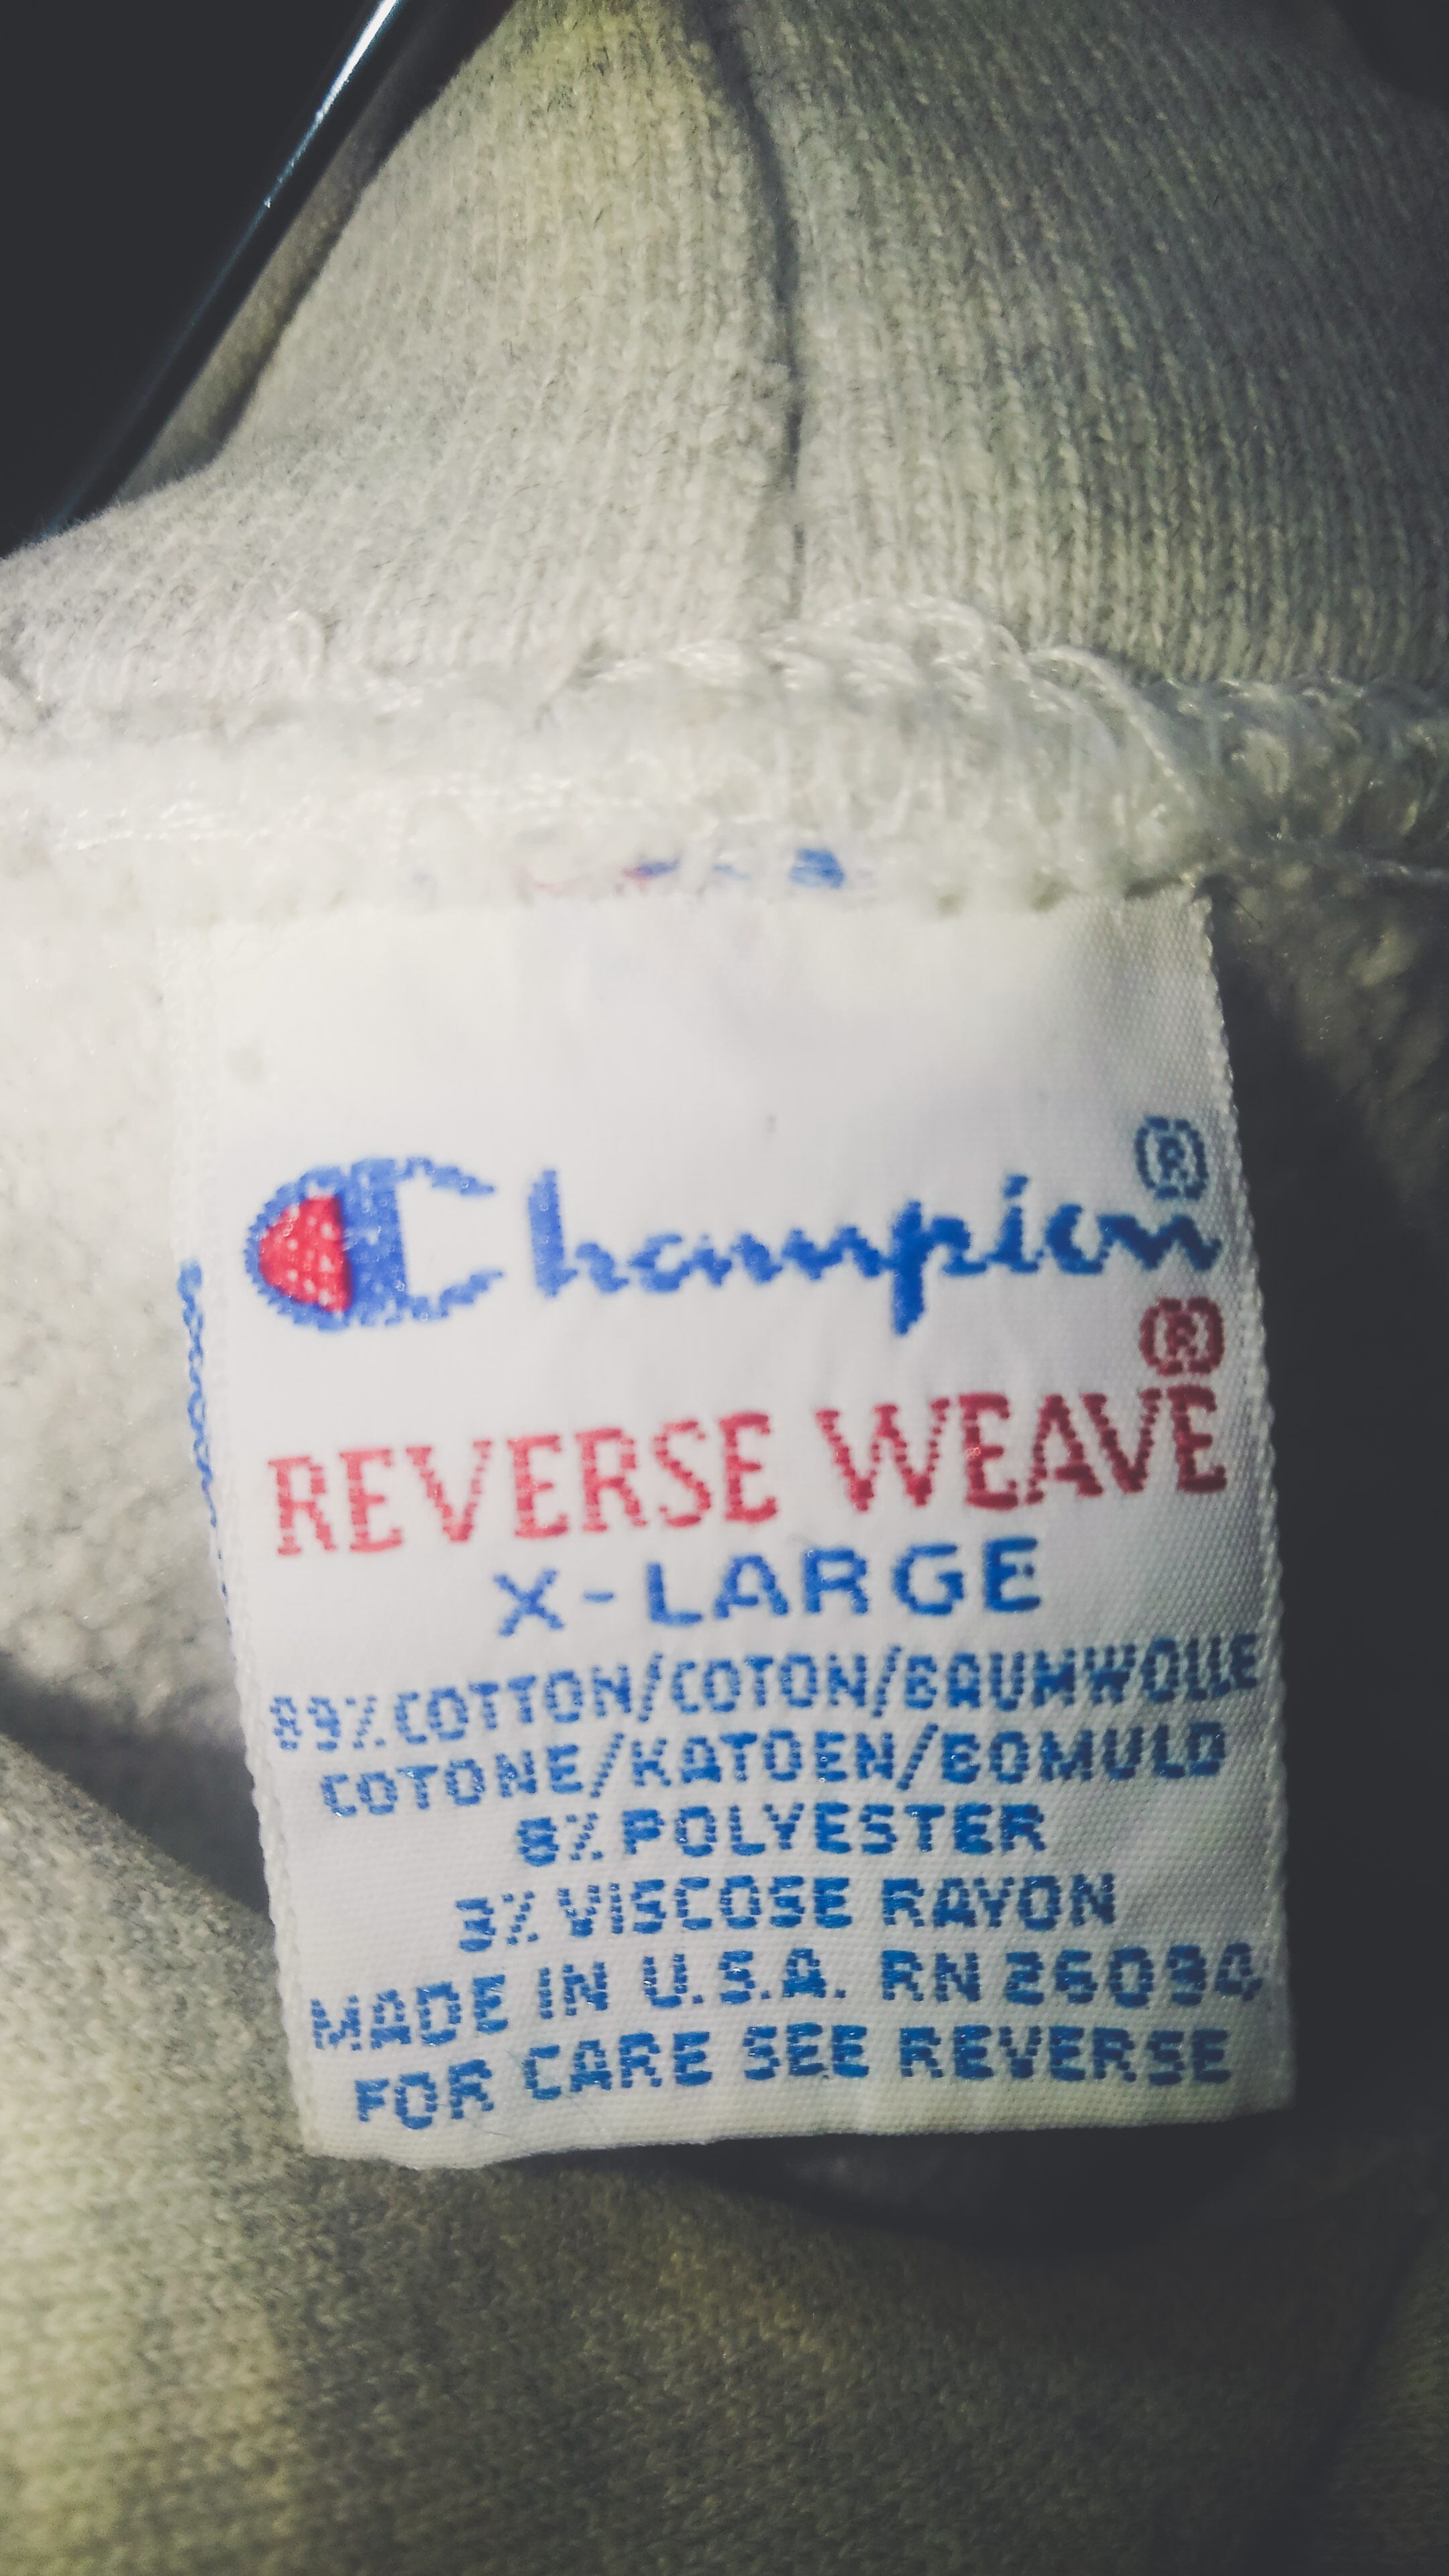 Champion®
®
REVERSE WEAVE
X-LARGE
89% COTTON/COTON/BAUMWOLLE
COTONE/KATOEN/BOMULD
8% POLYESTER
3% VISCOSE RAYON
MADE IN U.S.A. RN 26094
FOR CARE SEE REVERSE